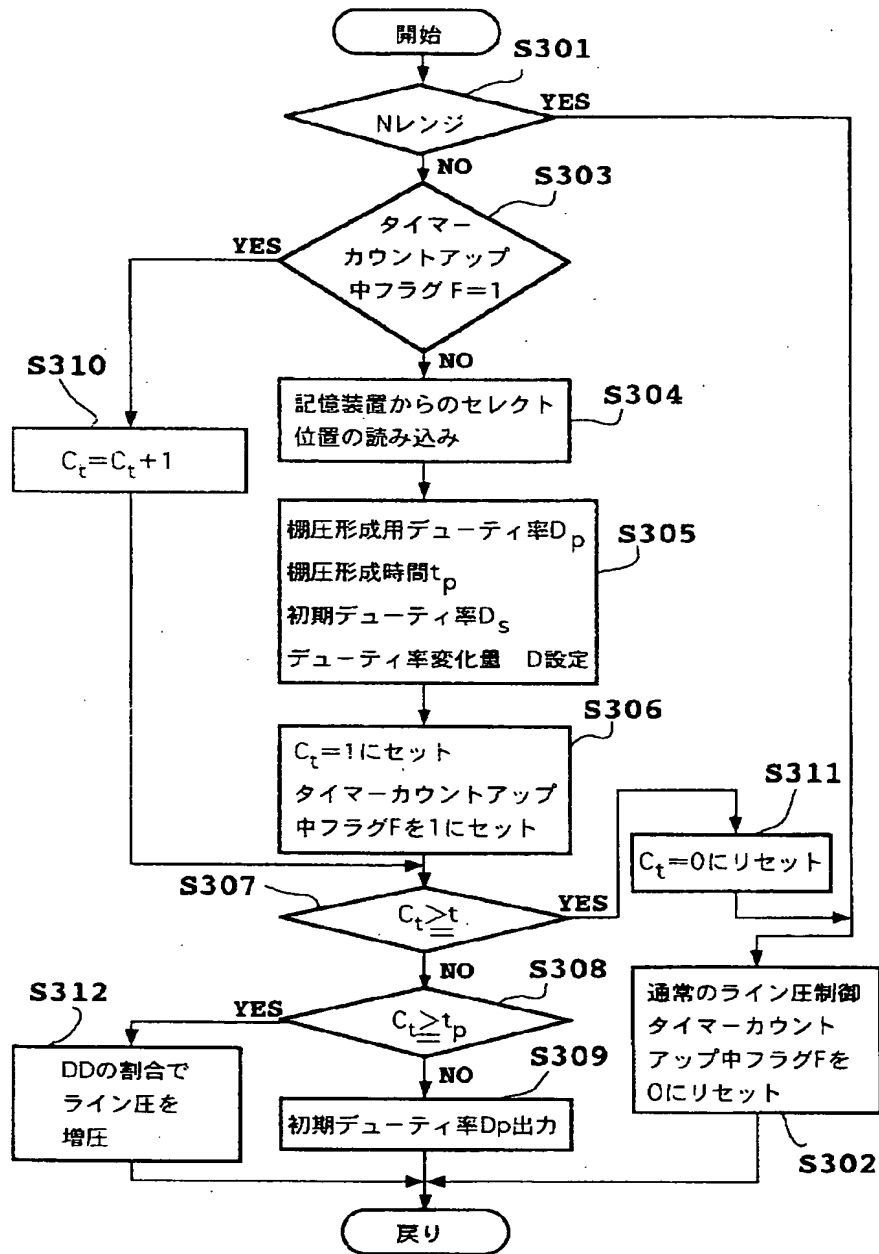 開始
S301
Nレンジ
YES
NO
S303
タイマー
カウントアップ
中フラグF=1
YES
NO
S310
C_t=C_t+1
S304
記憶装置からのセレクト
位置の読み込み
S305
棚圧形成用デューティ率D_p
棚圧形成時間t_p
初期デューティ率D_s
デューティ率変化量 D設定
S306
C_t=1にセット
タイマーカウントアップ
中フラグFを1にセット
S311
C_t=0にリセット
S307
C_t≧t
YES
NO
S308
C_t≧t_p
YES
NO
S312
DDの割合で
ライン圧を
増圧
S309
初期デューティ率Dp出力
通常のライン圧制御
タイマーカウント
アップ中フラグFを
0にリセット
S302
戻り